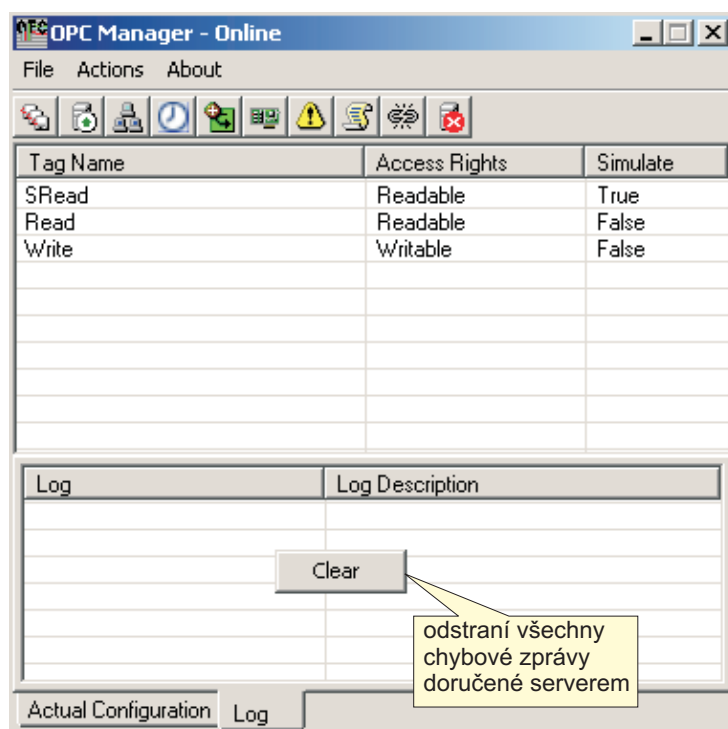 OPC Manager - Online
File Actions About
Tag Name Access Rights Simulate
SRead Readable True
Read Readable False
Write Writable False
Log Log Description
Clear
odstraní všechny
chybové zprávy
doručené serverem
Actual Configuration Log